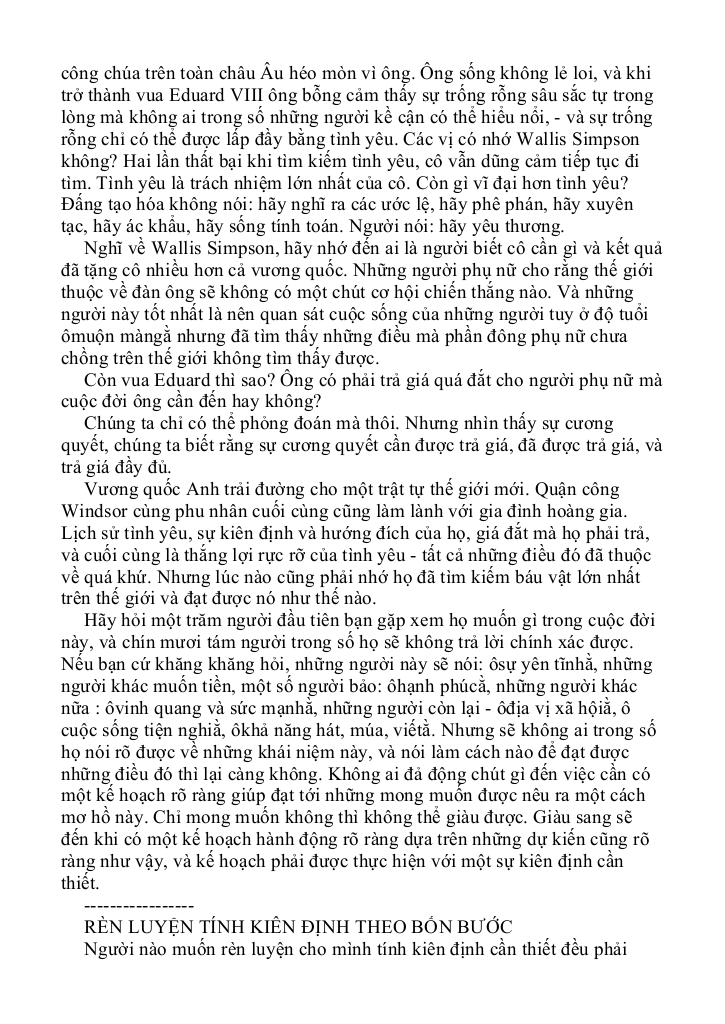 công chúa trên toàn châu Âu héo mòn vì ông. Ông sống không lẻ loi, và khi
trở thành vua Eduard VIII ông bỗng cảm thấy sự trống rỗng sâu sắc tự trong
lòng mà không ai trong số những người kề cận có thể hiểu nổi, - và sự trống
rỗng chỉ có thể được lấp đầy bằng tình yêu. Các vị có nhớ Wallis Simpson
không? Hai lần thất bại khi tìm kiếm tình yêu, cô vẫn dũng cảm tiếp tục đi
tìm. Tình yêu là trách nhiệm lớn nhất của cô. Còn gì vĩ đại hơn tình yêu?
Đấng tạo hóa không nói: hãy nghĩ ra các ước lệ, hãy phê phán, hãy xuyên
tạc, hãy ác khẩu, hãy sống tính toán. Người nói: hãy yêu thương.
Nghĩ về Wallis Simpson, hãy nhớ đến ai là người biết cô cần gì và kết quả
đã tặng cô nhiều hơn cả vương quốc. Những người phụ nữ cho rằng thế giới
thuộc về đàn ông sẽ không có một chút cơ hội chiến thắng nào. Và những
người này tốt nhất là nên quan sát cuộc sống của những người tuy ở độ tuổi
ômuộn màngằ nhưng đã tìm thấy những điều mà phần đông phụ nữ chưa
chồng trên thế giới không tìm thấy được.
Còn vua Eduard thì sao? Ông có phải trả giá quá đắt cho người phụ nữ mà
cuộc đời ông cần đến hay không?
Chúng ta chỉ có thể phỏng đoán mà thôi. Nhưng nhìn thấy sự cương
quyết, chúng ta biết rằng sự cương quyết cần được trả giá, đã được trả giá, và
trả giá đầy đủ.
Vương quốc Anh trải đường cho một trật tự thế giới mới. Quận công
Windsor cùng phu nhân cuối cùng cũng làm lành với gia đình hoàng gia.
Lịch sử tình yêu, sự kiên định và hướng đích của họ, giá đắt mà họ phải trả,
và cuối cùng là thắng lợi rực rỡ của tình yêu - tất cả những điều đó đã thuộc
về quá khứ. Nhưng lúc nào cũng phải nhớ họ đã tìm kiếm báu vật lớn nhất
trên thế giới và đạt được nó như thế nào.
Hãy hỏi một trăm người đầu tiên bạn gặp xem họ muốn gì trong cuộc đời
này, và chín mươi tám người trong số họ sẽ không trả lời chính xác được.
Nếu bạn cứ khăng khăng hỏi, những người này sẽ nói: ôsự yên tĩnhằ, những
người khác muốn tiền, một số người bảo: ôhạnh phúcằ, những người khác
nữa : ôvinh quang và sức mạnhằ, những người còn lại - ôđịa vị xã hộiằ, ô
cuộc sống tiện nghiằ, ôkhả năng hát, múa, viếtằ. Nhưng sẽ không ai trong số
họ nói rõ được về những khái niệm này, và nói làm cách nào để đạt được
những điều đó thì lại càng không. Không ai đả động chút gì đến việc cần có
một kế hoạch rõ ràng giúp đạt tới những mong muốn được nêu ra một cách
mơ hồ này. Chỉ mong muốn không thì không thể giàu được. Giàu sang sẽ
đến khi có một kế hoạch hành động rõ ràng dựa trên những dự kiến cũng rõ
ràng như vậy, và kế hoạch phải được thực hiện với một sự kiên định cần
thiết.
-----------------
RÈN LUYỆN TÍNH KIÊN ĐỊNH THEO BỐN BƯỚC
Người nào muốn rèn luyện cho mình tính kiên định cần thiết đều phải